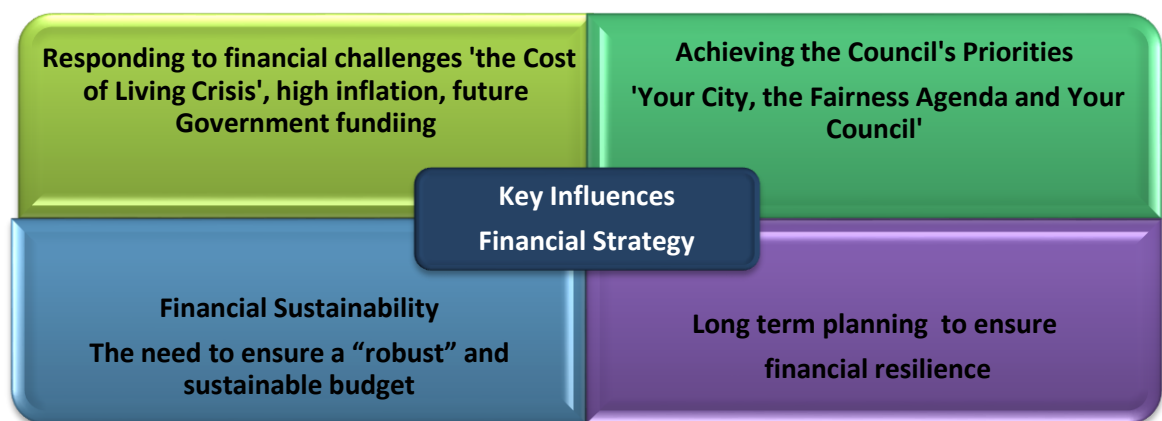 Responding to financial challenges 'the Cost
of Living Crisis', high inflation, future
Government fundiing
Achieving the Council's Priorities
'Your City, the Fairness Agenda and Your
Council'
Key Influences
Financial Strategy
Financial Sustainability
The need to ensure a “robust” and
sustainable budget
Long term planning to ensure
financial resilience